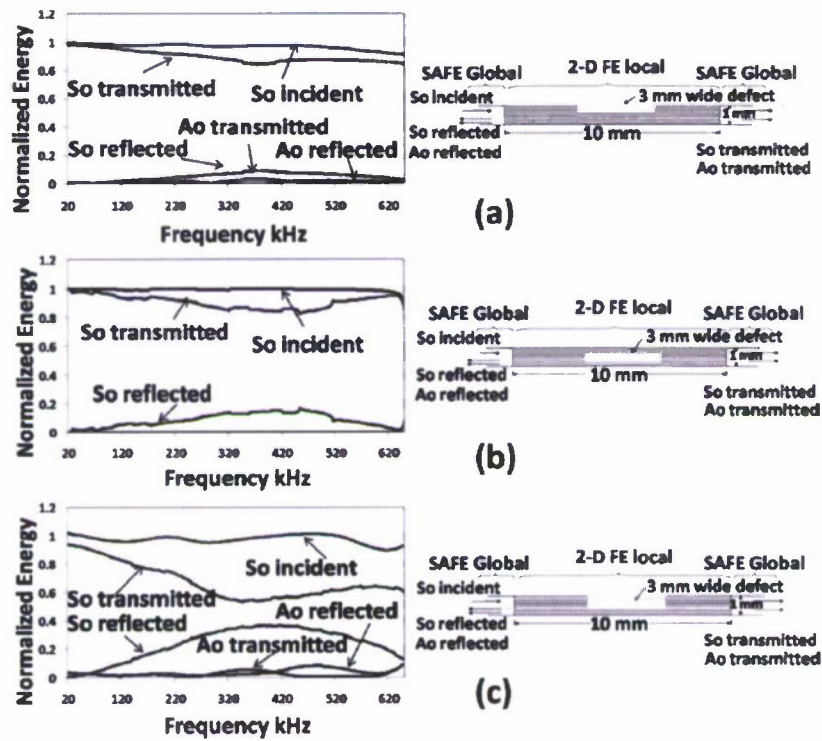 Normalized Energy
1.2
1
0.8
0.6
0.4
0.2
0
So transmitted
So incident
Ao transmitted
So reflected
Ao reflected
20 120 220 320 420 520 620
Frequency kHz
SAFE Global
2-D FE local
SAFE Global
So incident
3 mm wide defect
1 mm
So reflected
Ao reflected
10 mm
So transmitted
Ao transmitted
(a)
Normalized Energy
1.2
1
0.8
0.6
0.4
0.2
0
So transmitted
So incident
So reflected
20 120 220 320 420 520 620
Frequency kHz
SAFE Global
2-D FE local
SAFE Global
So incident
3 mm wide defect
1 mm
So reflected
Ao reflected
10 mm
So transmitted
Ao transmitted
(b)
Normalized Energy
1.2
1
0.8
0.6
0.4
0.2
0
So incident
So transmitted
So reflected
Ao reflected
Ao transmitted
20 120 220 320 420 520 620
Frequency kHz
SAFE Global
2-D FE local
SAFE Global
So incident
3 mm wide defect
1 mm
So reflected
Ao reflected
10 mm
So transmitted
Ao transmitted
(c)